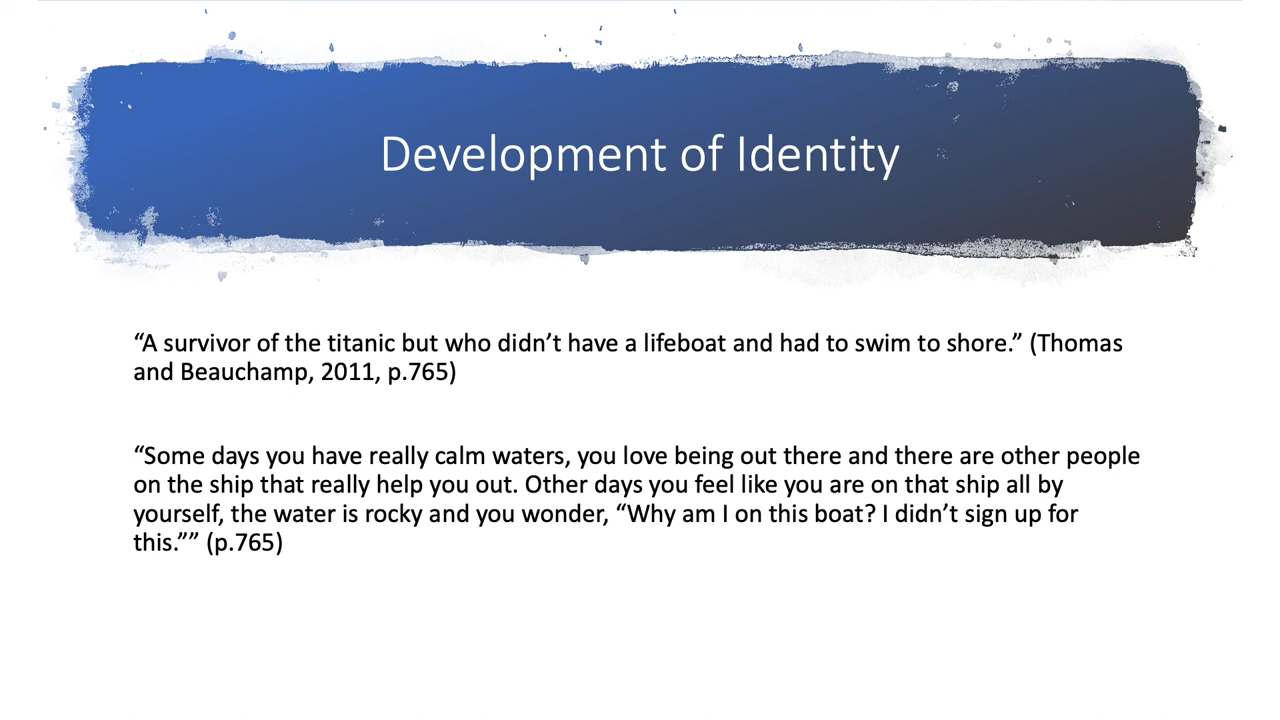 Development of Identity
“A survivor of the titanic but who didn’t have a lifeboat and had to swim to shore.” (Thomas
and Beauchamp, 2011, p.765)
“Some days you have really calm waters, you love being out there and there are other people
on the ship that really help you out. Other days you feel like you are on that ship all by
yourself, the water is rocky and you wonder, “Why am I on this boat? I didn’t sign up for
this.”” (p.765)